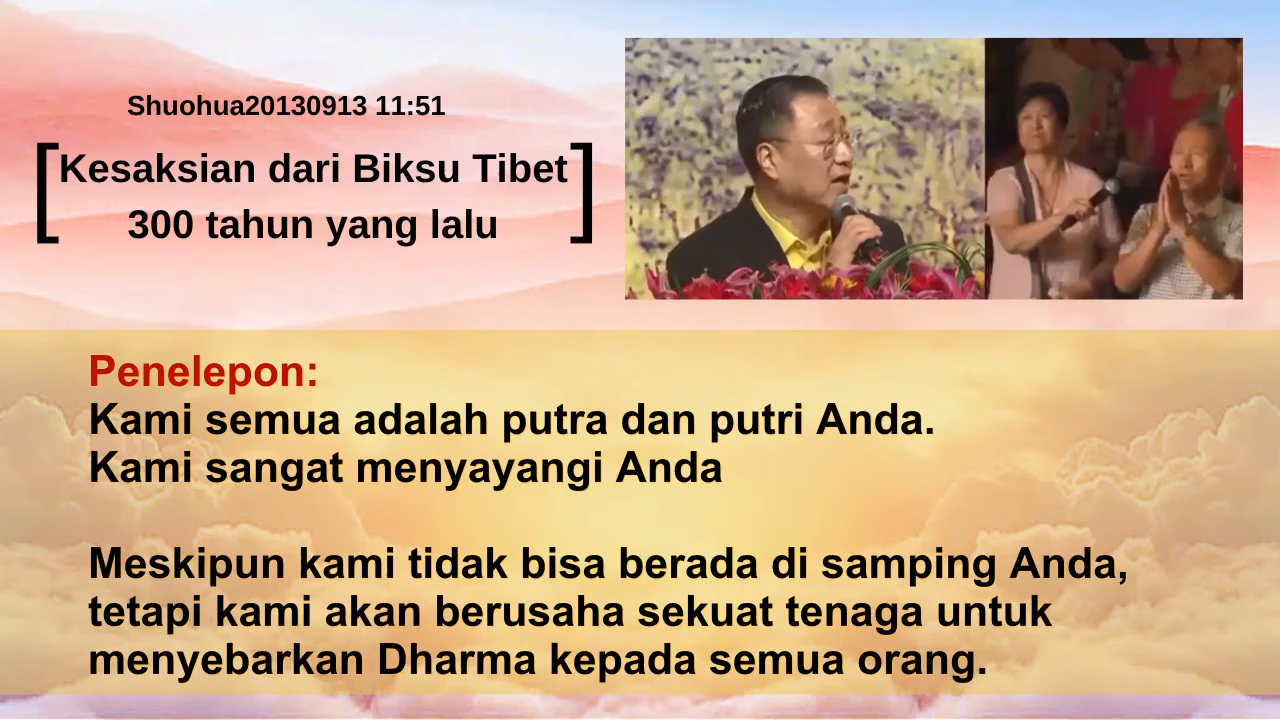 Shuohua20130913 11:51
[Kesaksian dari Biksu Tibet
300 tahun yang lalu]
Penelepon:
Kami semua adalah putra dan putri Anda.
Kami sangat menyayangi Anda
Meskipun kami tidak bisa berada di samping Anda,
tetapi kami akan berusaha sekuat tenaga untuk
menyebarkan Dharma kepada semua orang.